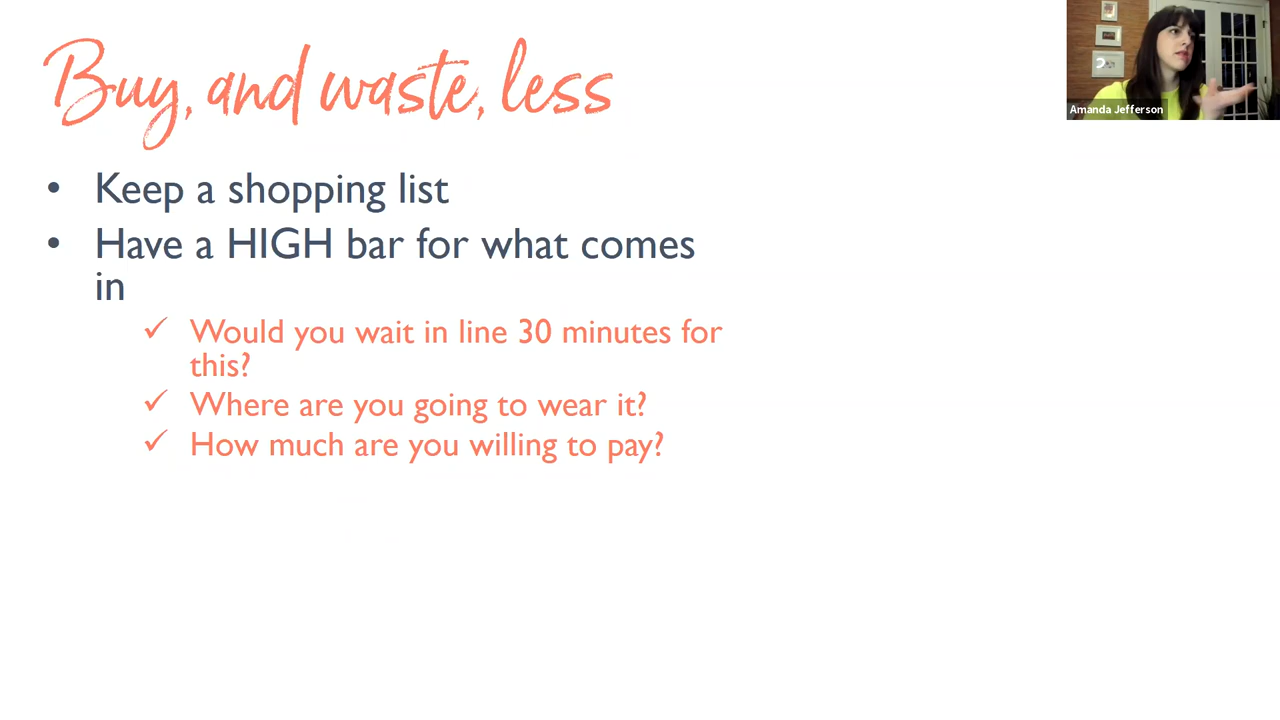 Buy, and waste, less
Amanda Jefferson
• Keep a shopping list
• Have a HIGH bar for what comes
in
✓ Would you wait in line 30 minutes for
this?
✓ Where are you going to wear it?
✓ How much are you willing to pay?